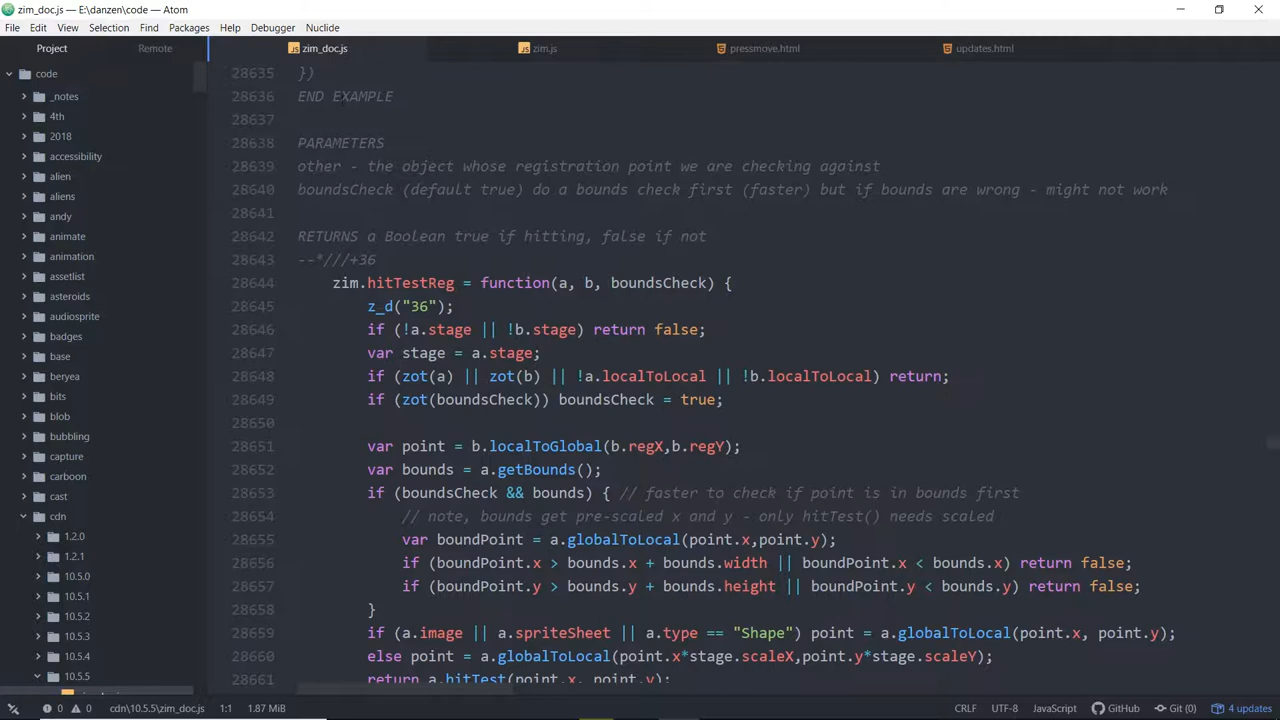 zim_doc.js — E:\danzen\code — Atom
File Edit View Selection Find Packages Help Debugger Nuclide
Project Remote
zim_doc.js zim.js pressmove.html updates.html
code
_notes
4th
2018
accessibility
alien
aliens
andy
animate
animation
assetlist
asteroids
audiosprite
badges
base
beryea
bits
blob
bubbling
capture
carboon
cast
cdn
1.2.0
1.2.1
10.5.0
10.5.1
10.5.2
10.5.3
10.5.4
10.5.5
28635 })
28636 END EXAMPLE
28637
28638 PARAMETERS
28639 other - the object whose registration point we are checking against
28640 boundsCheck (default true) do a bounds check first (faster) but if bounds are wrong - might not work
28641
28642 RETURNS a Boolean true if hitting, false if not
28643 --*///+36
28644 zim.hitTestReg = function(a, b, boundsCheck) {
28645 z_d("36");
28646 if (!a.stage || !b.stage) return false;
28647 var stage = a.stage;
28648 if (zot(a) || zot(b) || !a.localToLocal || !b.localToLocal) return;
28649 if (zot(boundsCheck)) boundsCheck = true;
28650
28651 var point = b.localToGlobal(b.regX,b.regY);
28652 var bounds = a.getBounds();
28653 if (boundsCheck && bounds) { // faster to check if point is in bounds first
28654 // note, bounds get pre-scaled x and y - only hitTest() needs scaled
28655 var boundPoint = a.globalToLocal(point.x,point.y);
28656 if (boundPoint.x > bounds.x + bounds.width || boundPoint.x < bounds.x) return false;
28657 if (boundPoint.y > bounds.y + bounds.height || boundPoint.y < bounds.y) return false;
28658 }
28659 if (a.image || a.spriteSheet || a.type == "Shape") point = a.globalToLocal(point.x, point.y);
28660 else point = a.globalToLocal(point.x*stage.scaleX,point.y*stage.scaleY);
28661 return a.hitTest(point.x, point.y);
0 0 cdn\10.5.5\zim_doc.js 1:1 1.87 MiB CRLF UTF-8 JavaScript GitHub Git (0) 4 updates